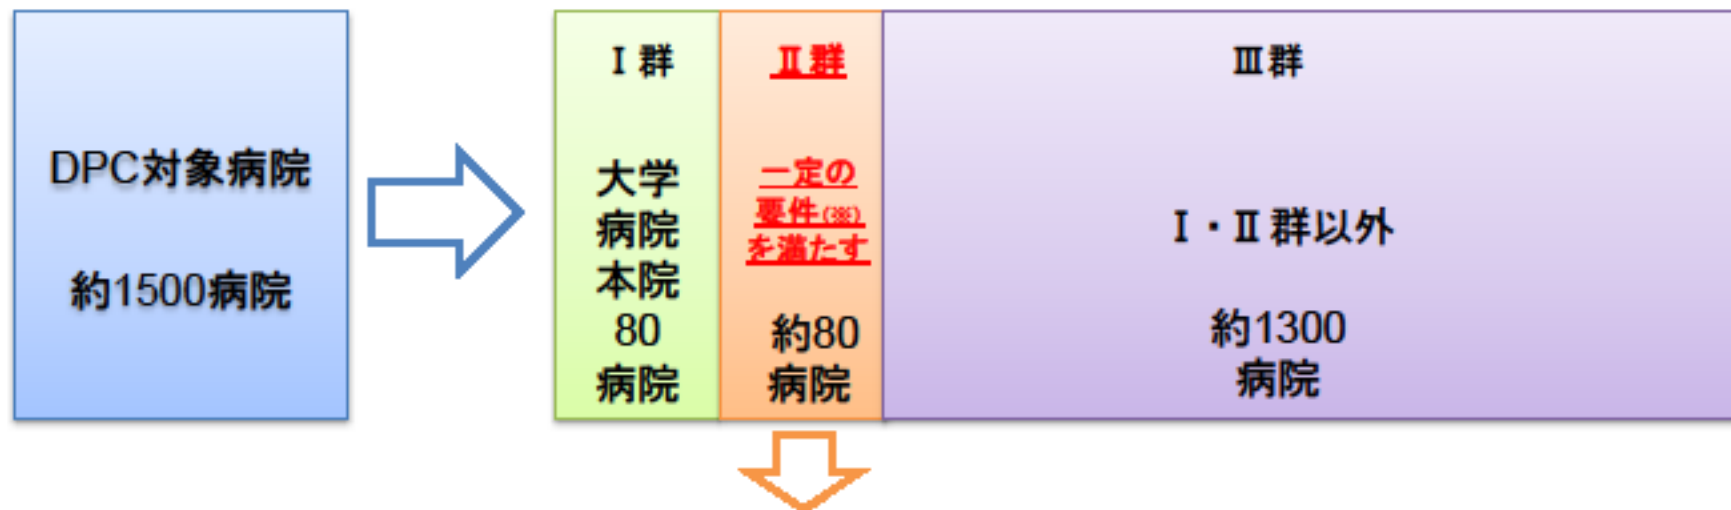 DPC対象病院
約1500病院
Ⅰ群
大学
病院
本院
80
病院
Ⅱ群
一定の
要件(※)
を満たす
約80
病院
Ⅲ群
Ⅰ・Ⅱ群以外
約1300
病院